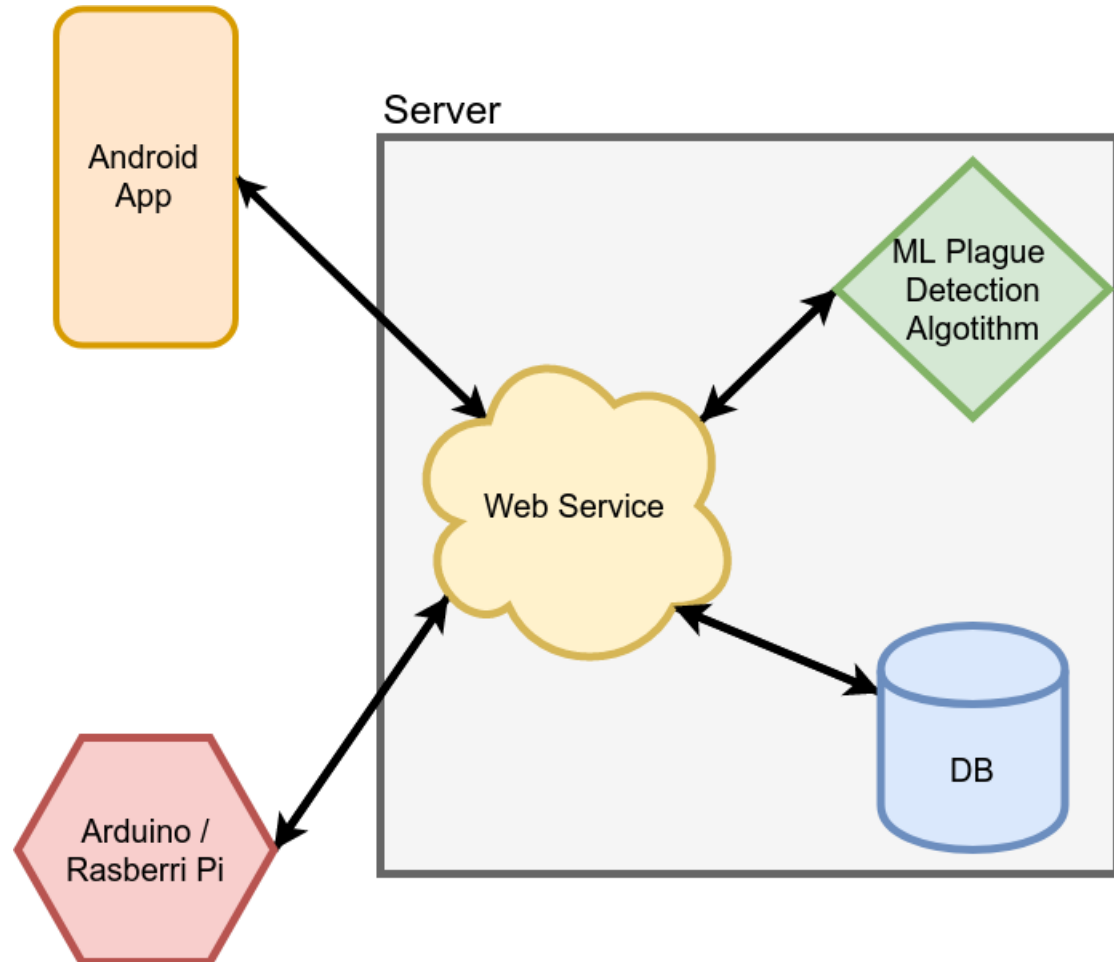 Android
App
Server
ML Plague
Detection
Algotithm
Web Service
Arduino /
Rasberri Pi
DB